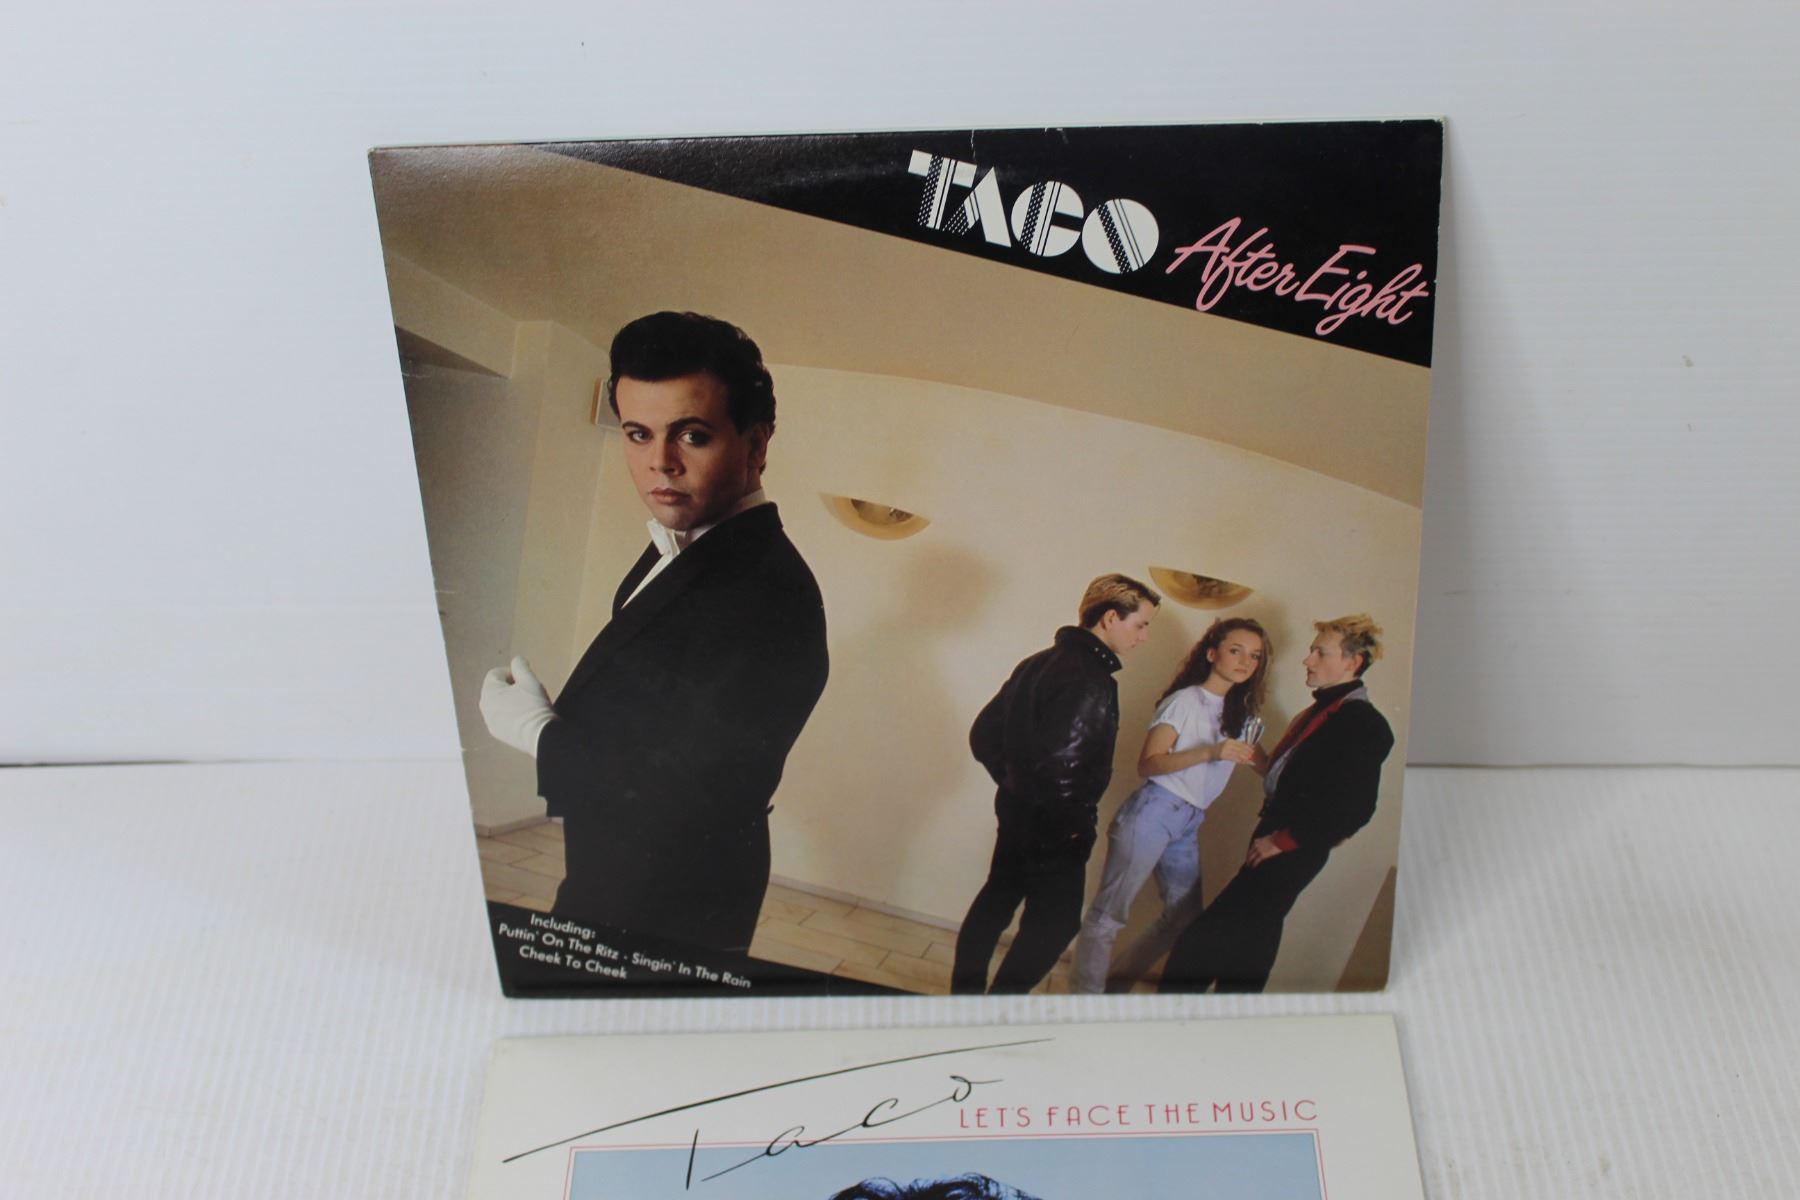 TACO After Eight
Including:
Puttin' On The Ritz · Singin' In The Rain
Cheek To Cheek
Taco
LET'S FACE THE MUSIC